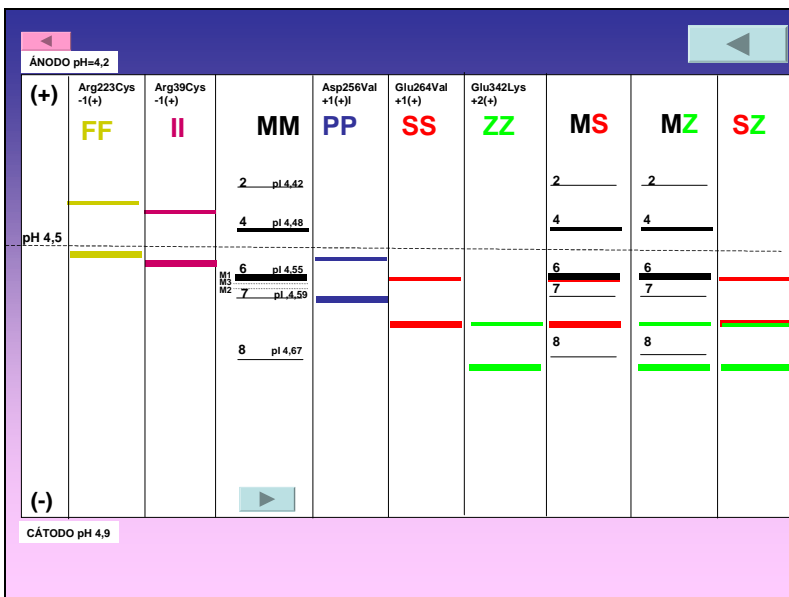 ÁNODO pH=4,2
(+)
Arg223Cys
-1(+)
FF
Arg39Cys
-1(+)
II
MM
Asp256Val
+1(+)I
PP
Glu264Val
+1(+)
SS
Glu342Lys
+2(+)
ZZ
MS
MZ
SZ
pH 4,5
2 pI 4,42
4 pI 4,48
6 pI 4,55
M1
M3
M2
7 pI ,4,59
8 pI 4,67
2
4
6
7
8
2
4
6
7
8
(-)
CÁTODO pH 4,9